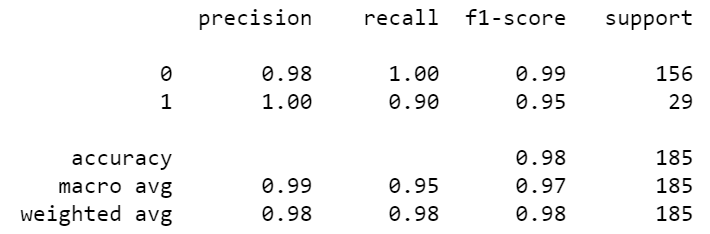 precision recall f1-score support
0 0.98 1.00 0.99 156
1 1.00 0.90 0.95 29
accuracy 0.98 185
macro avg 0.99 0.95 0.97 185
weighted avg 0.98 0.98 0.98 185